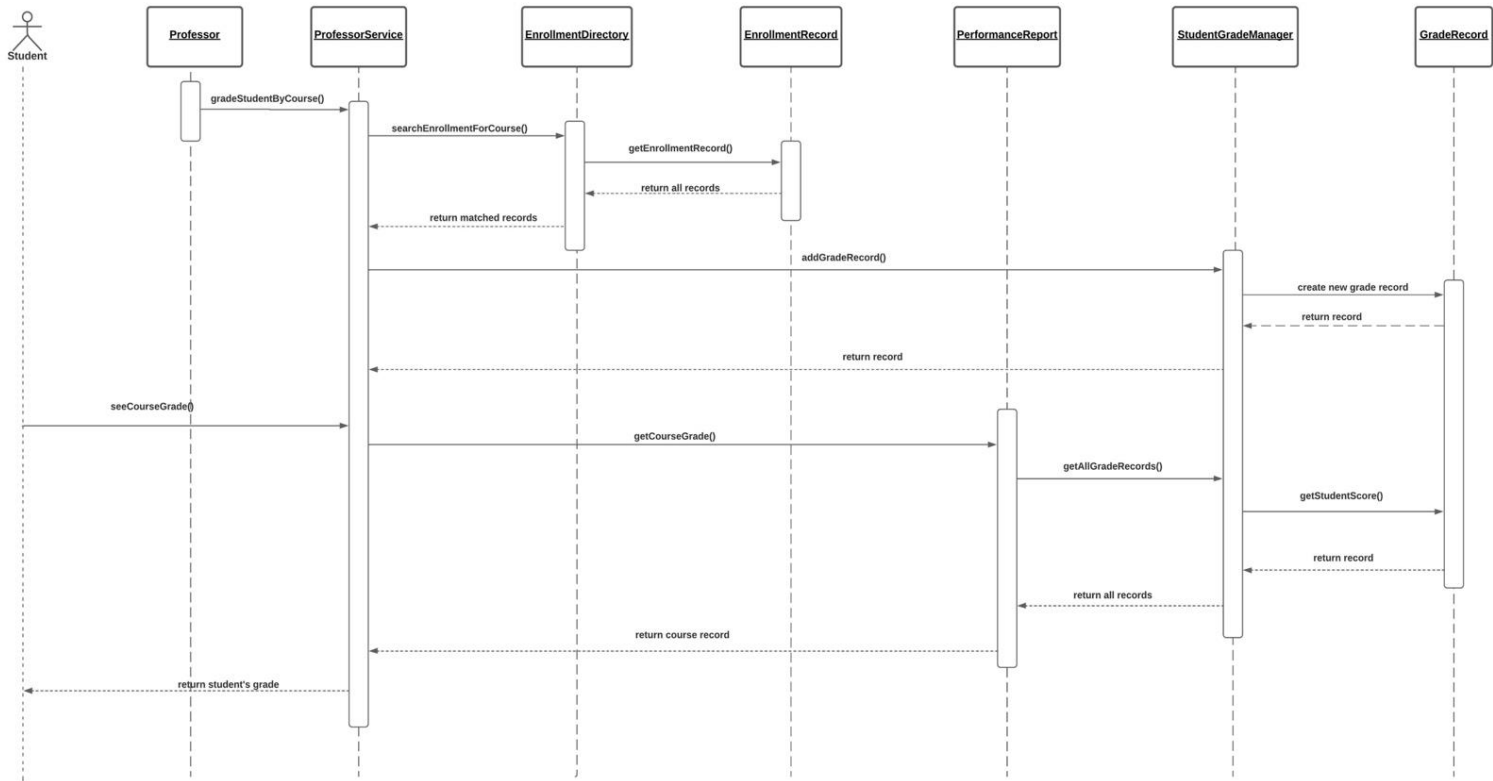 Student
Professor
ProfessorService
EnrollmentDirectory
EnrollmentRecord
PerformanceReport
StudentGradeManager
GradeRecord
gradeStudentByCourse()
searchEnrollmentForCourse()
getEnrollmentRecord()
return all records
return matched records
addGradeRecord()
create new grade record
return record
return record
seeCourseGrade()
getCourseGrade()
getAllGradeRecords()
getStudentScore()
return record
return all records
return course record
return student's grade